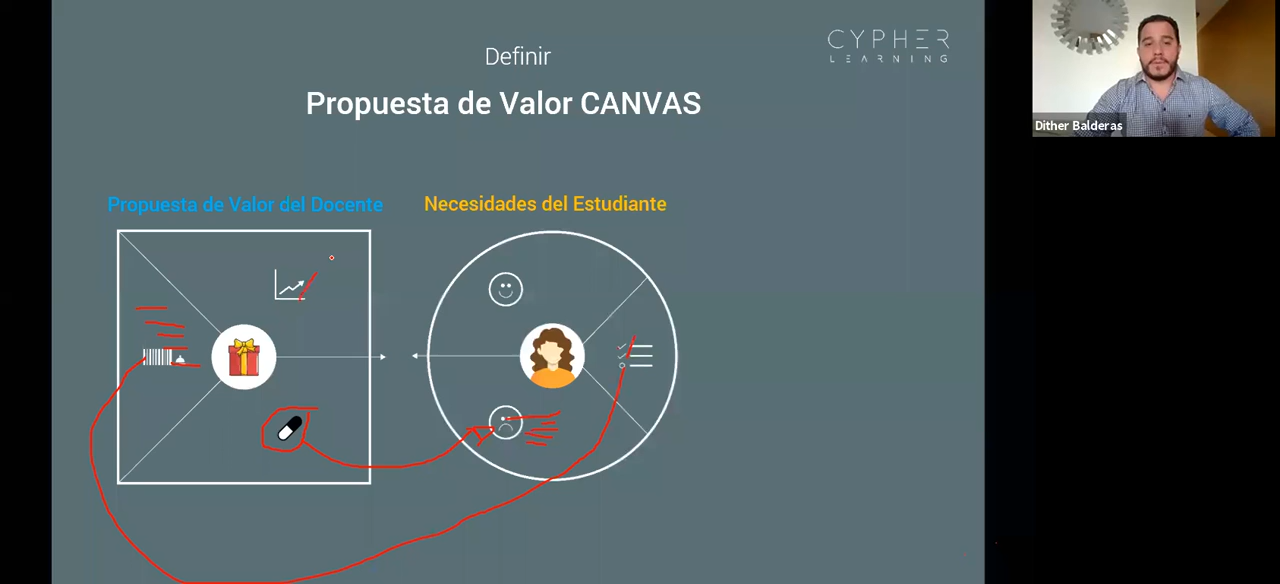 Definir
Propuesta de Valor CANVAS
CYPHER
LEARNING
Propuesta de Valor del Docente
Necesidades del Estudiante
Dither Balderas